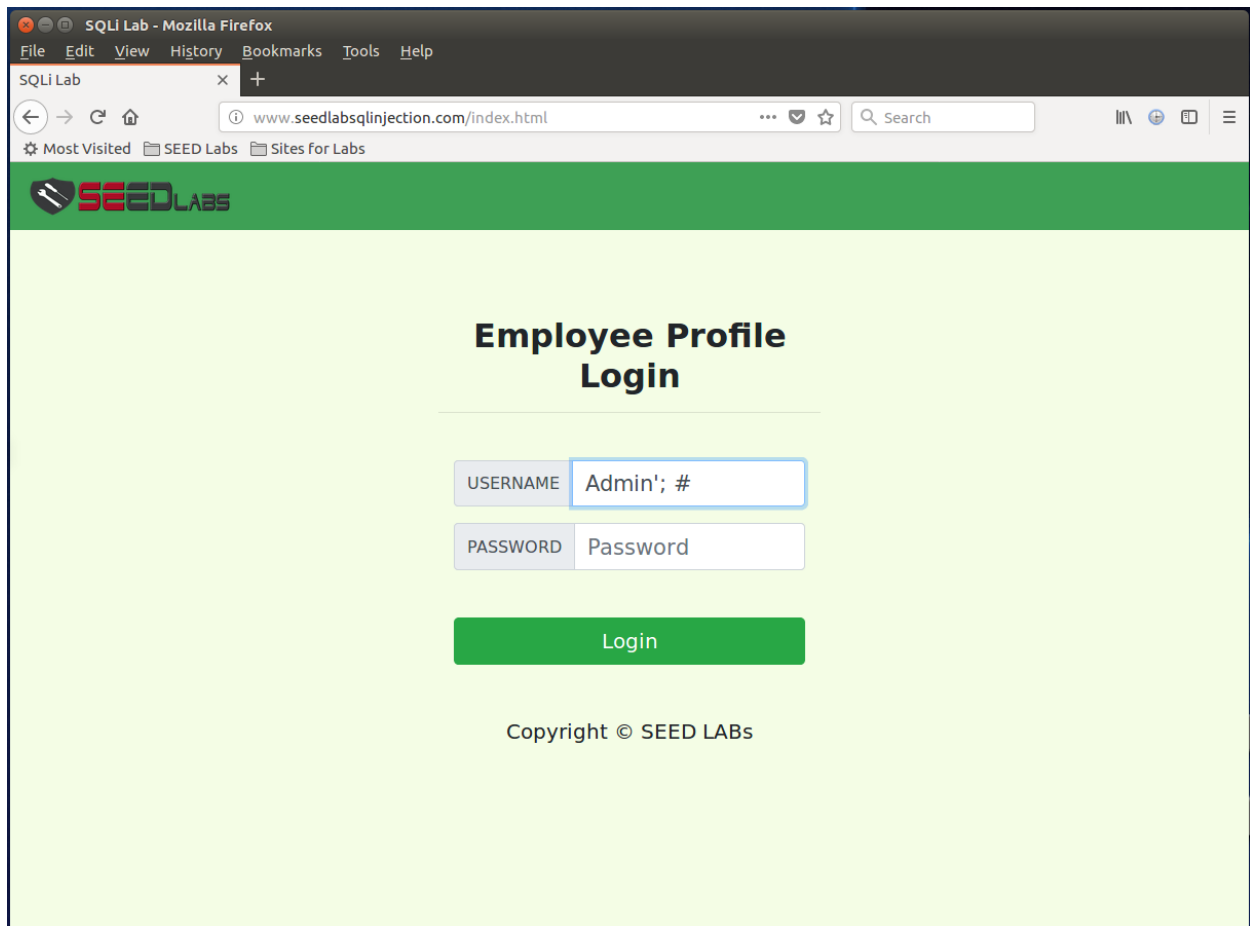 SQLi Lab - Mozilla Firefox
File Edit View History Bookmarks Tools Help
SQLi Lab
www.seedlabsqlinjection.com/index.html
Search
Most Visited SEED Labs Sites for Labs
SEEDLABS
Employee Profile
Login
USERNAME Admin'; #
PASSWORD Password
Login
Copyright © SEED LABs